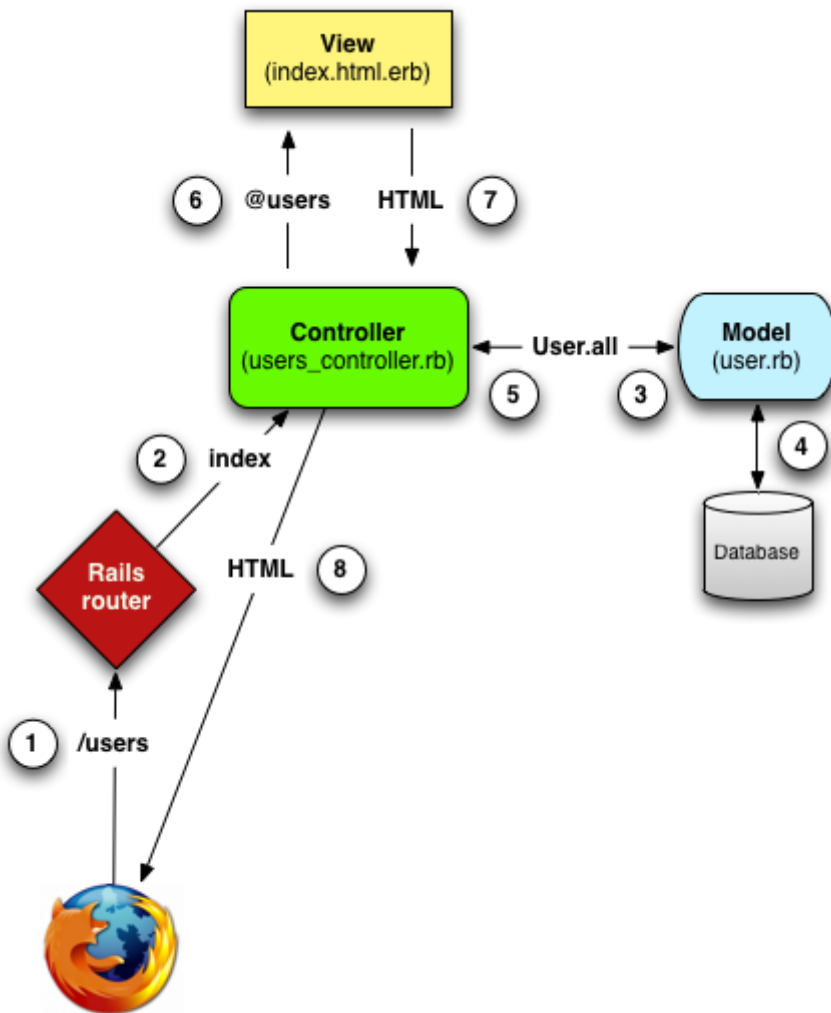 View
(index.html.erb)
6 @users HTML 7
Controller
(users_controller.rb)
User.all
Model
(user.rb)
5 3
4
2 index
Database
Rails
router
HTML 8
1 /users